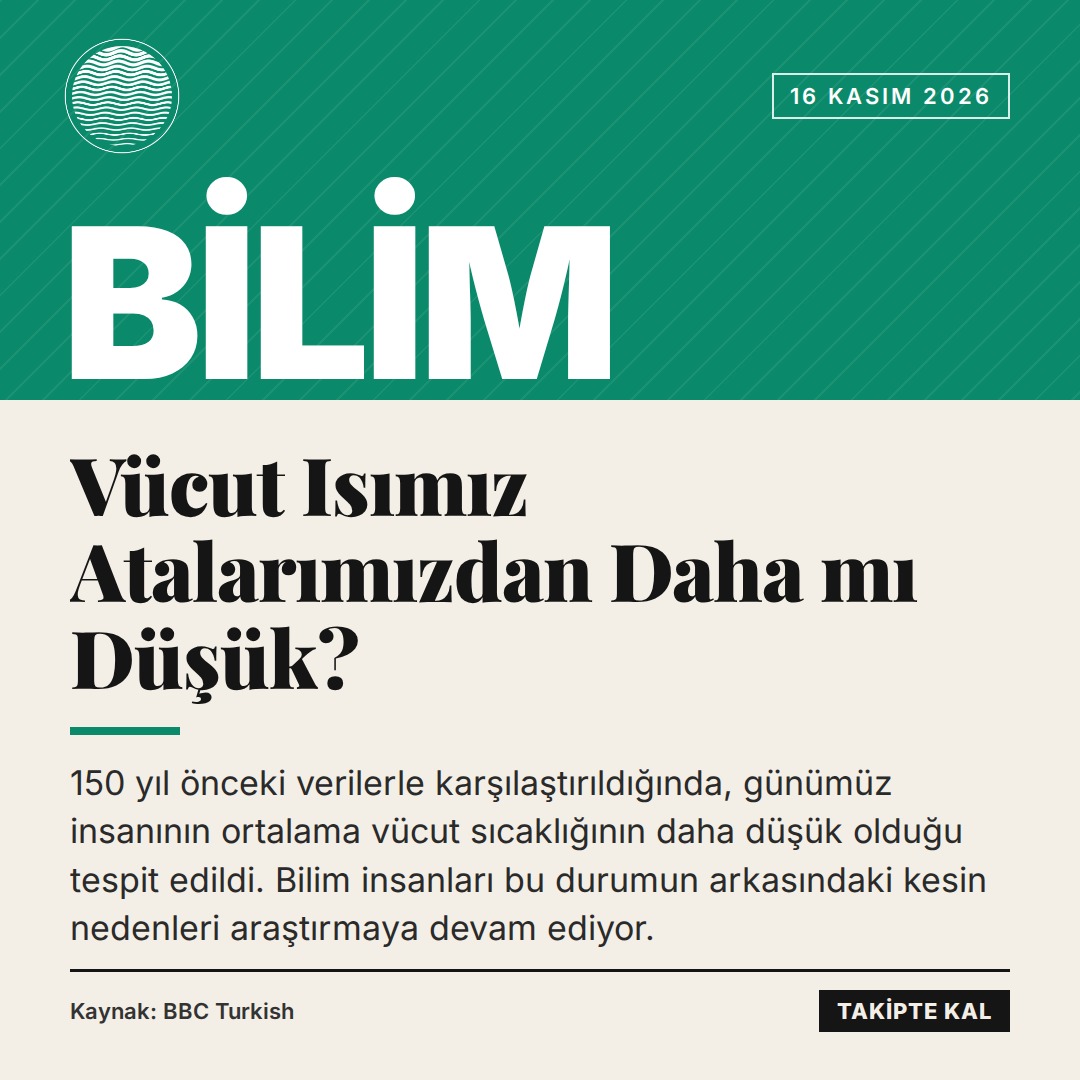 16 KASIM 2026
BİLİM
Vücut Isımız
Atalarımızdan Daha mı
Düşük?
150 yıl önceki verilerle karşılaştırıldığında, günümüz
insanının ortalama vücut sıcaklığının daha düşük olduğu
tespit edildi. Bilim insanları bu durumun arkasındaki kesin
nedenleri araştırmaya devam ediyor.
Kaynak: BBC Turkish
TAKİPTE KAL